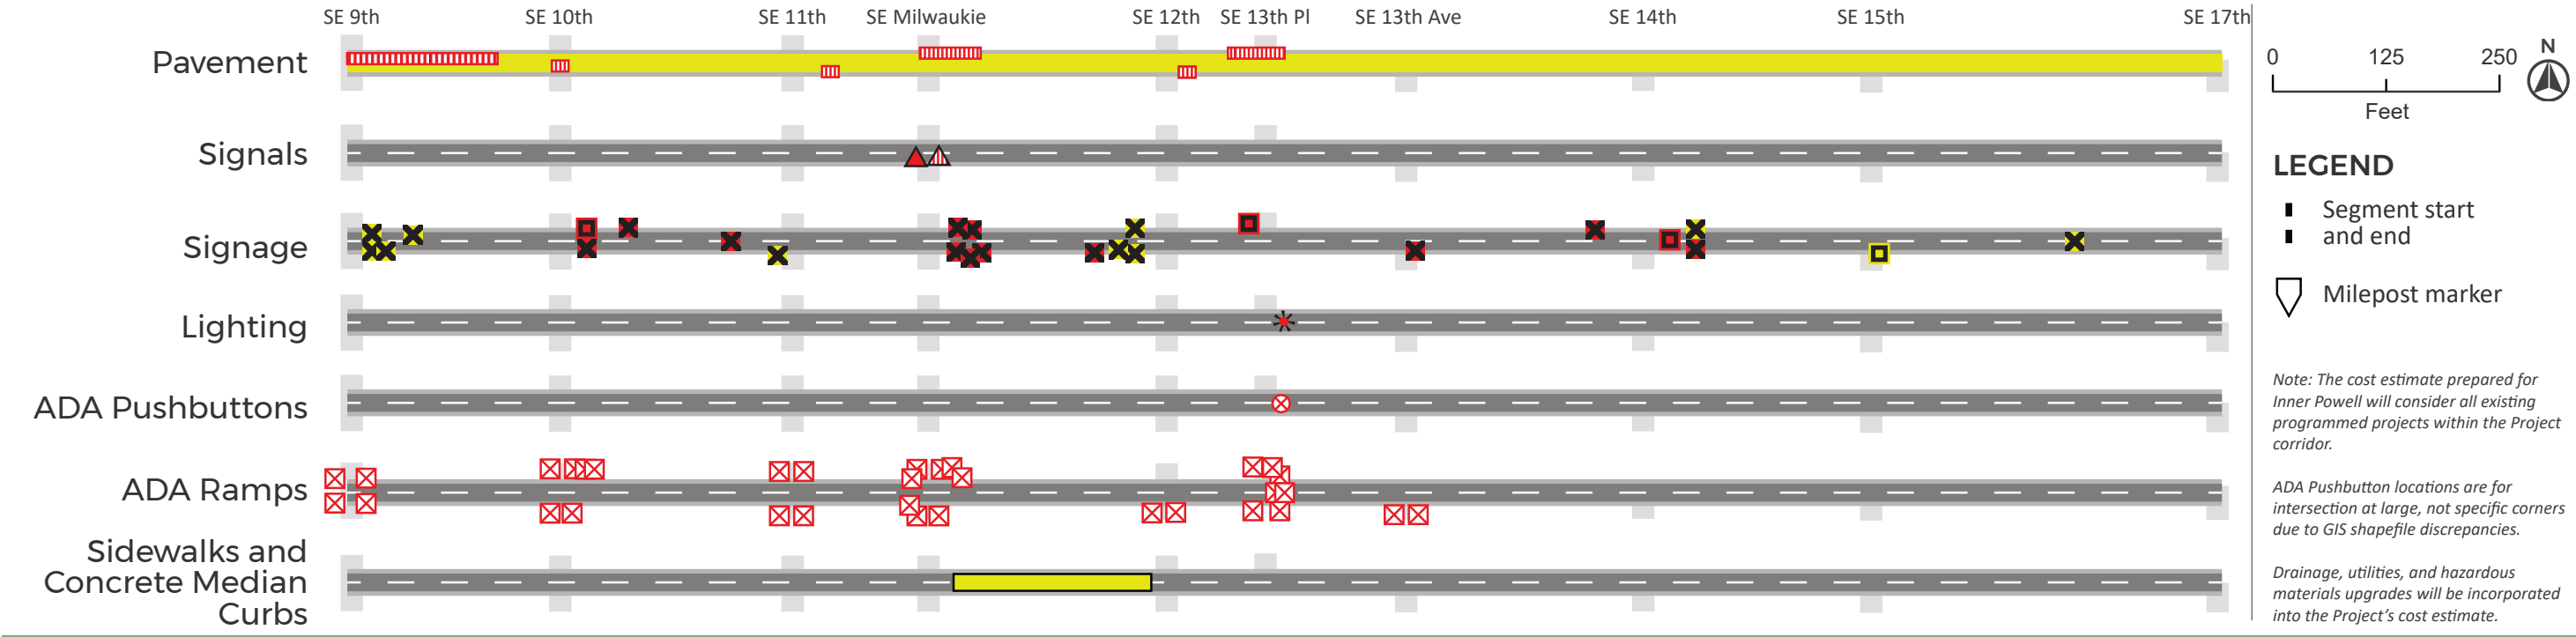 SE 9th SE 10th SE 11th SE Milwaukie SE 12th SE 13th Pl SE 13th Ave SE 14th SE 15th SE 17th
Pavement
Signals
Signage
Lighting
ADA Pushbuttons
ADA Ramps
Sidewalks and
Concrete Median
Curbs
0 125 250
Feet
N
LEGEND
Segment start
and end
Milepost marker
Note: The cost estimate prepared for
Inner Powell will consider all existing
programmed projects within the Project
corridor.
ADA Pushbutton locations are for
intersection at large, not specific corners
due to GIS shapefile discrepancies.
Drainage, utilities, and hazardous
materials upgrades will be incorporated
into the Project's cost estimate.